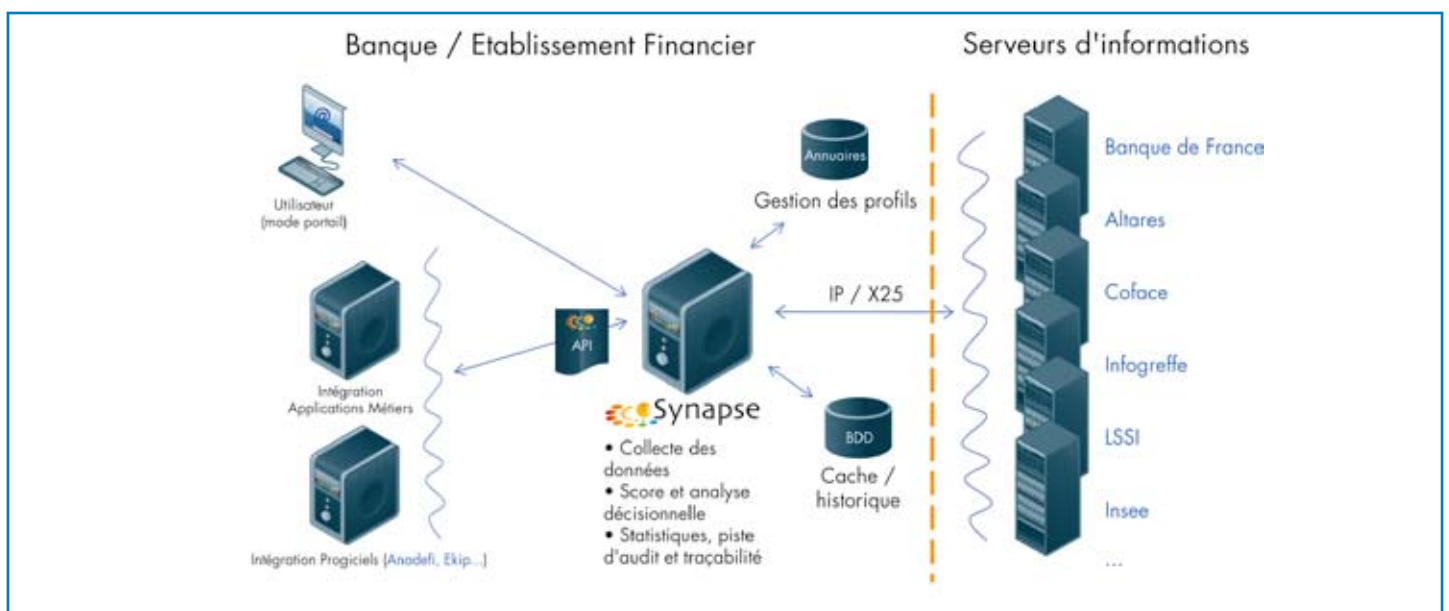 Banque / Etablissement Financier
Serveurs d'informations
Utilisateur
(mode portail)
Annuaires
Gestion des profils
Banque de France
Altares
Coface
Infogreffe
LSSI
Insee
...
IP / X25
API
Intégration
Applications Métiers
Synapse
• Collecte des
données
• Score et analyse
décisionnelle
• Statistiques, piste
d'audit et traçabilité
BDD
Cache /
historique
Intégration Progiciels (Anadefi, Ekip...)